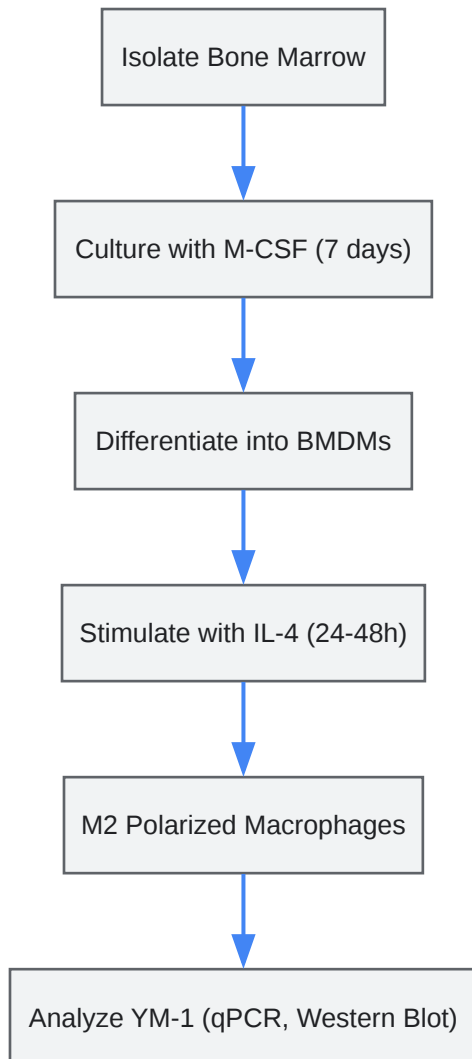 Isolate Bone Marrow
Culture with M-CSF (7 days)
Differentiate into BMDMs
Stimulate with IL-4 (24-48h)
M2 Polarized Macrophages
Analyze YM-1 (qPCR, Western Blot)